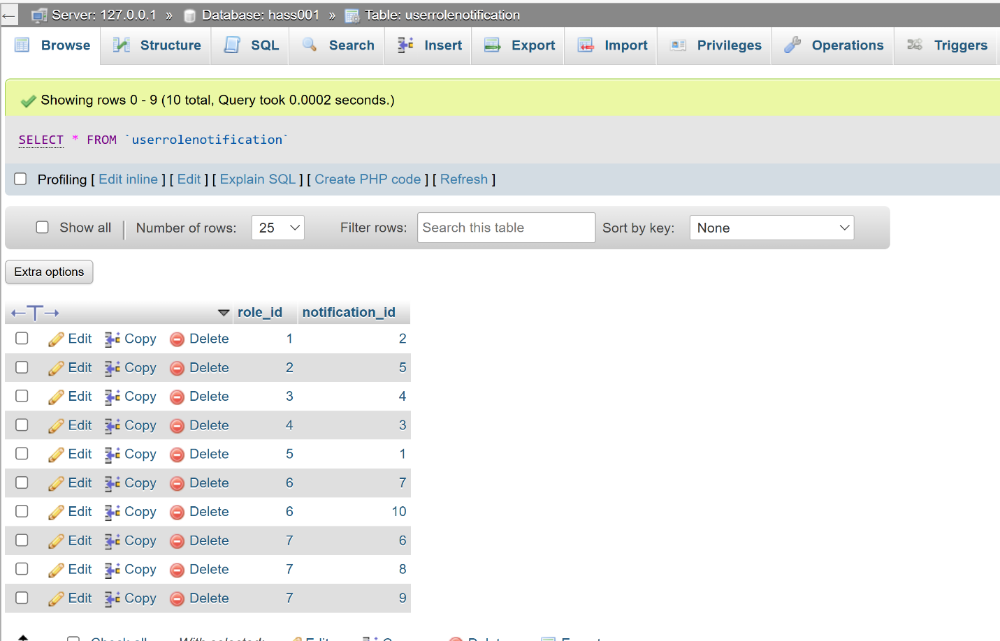 Server: 127.0.0.1 » Database: hass001 » Table: userrolenotification
Browse Structure SQL Search Insert Export Import Privileges Operations Triggers
Showing rows 0 - 9 (10 total, Query took 0.0002 seconds.)
SELECT * FROM `userrolenotification`
Profiling [ Edit inline ] [ Edit ] [ Explain SQL ] [ Create PHP code ] [ Refresh ]
Show all Number of rows: 25 Filter rows: Search this table Sort by key: None
Extra options
←T→ role_id notification_id
Edit Copy Delete 1 2
Edit Copy Delete 2 5
Edit Copy Delete 3 4
Edit Copy Delete 4 3
Edit Copy Delete 5 1
Edit Copy Delete 6 7
Edit Copy Delete 6 10
Edit Copy Delete 7 6
Edit Copy Delete 7 8
Edit Copy Delete 7 9
Check all With selected: Edit